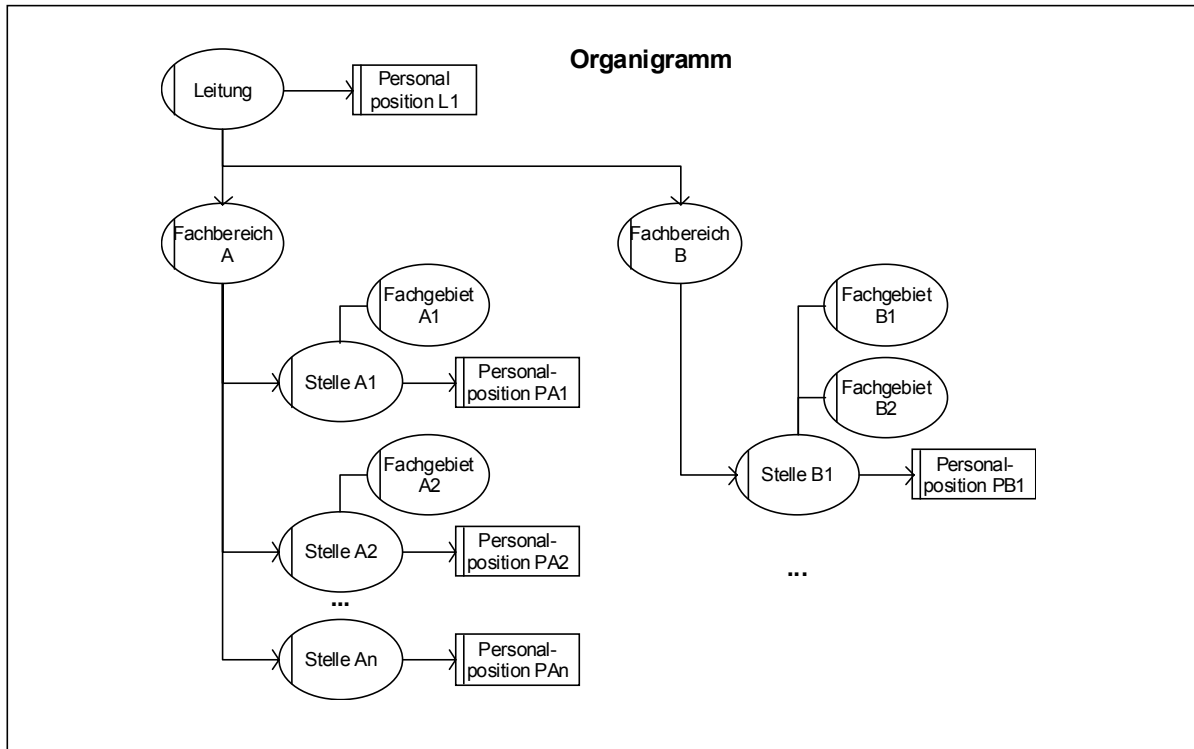 Organigramm
Leitung
Personal
position L1
Fachbereich
A
Fachbereich
B
Fachgebiet
A1
Stelle A1
Personal-
position PA1
Fachgebiet
A2
Stelle A2
Personal-
position PA2
...
Stelle An
Personal-
position PAn
Fachgebiet
B1
Fachgebiet
B2
Stelle B1
Personal-
position PB1
...